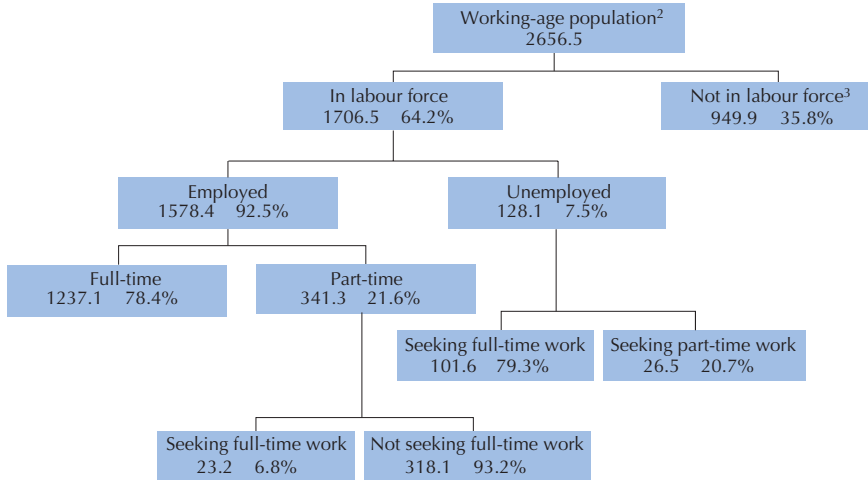 Working-age population²
2656.5
In labour force
1706.5 64.2%
Not in labour force³
949.9 35.8%
Employed
1578.4 92.5%
Unemployed
128.1 7.5%
Full-time
1237.1 78.4%
Part-time
341.3 21.6%
Seeking full-time work
101.6 79.3%
Seeking part-time work
26.5 20.7%
Seeking full-time work
23.2 6.8%
Not seeking full-time work
318.1 93.2%